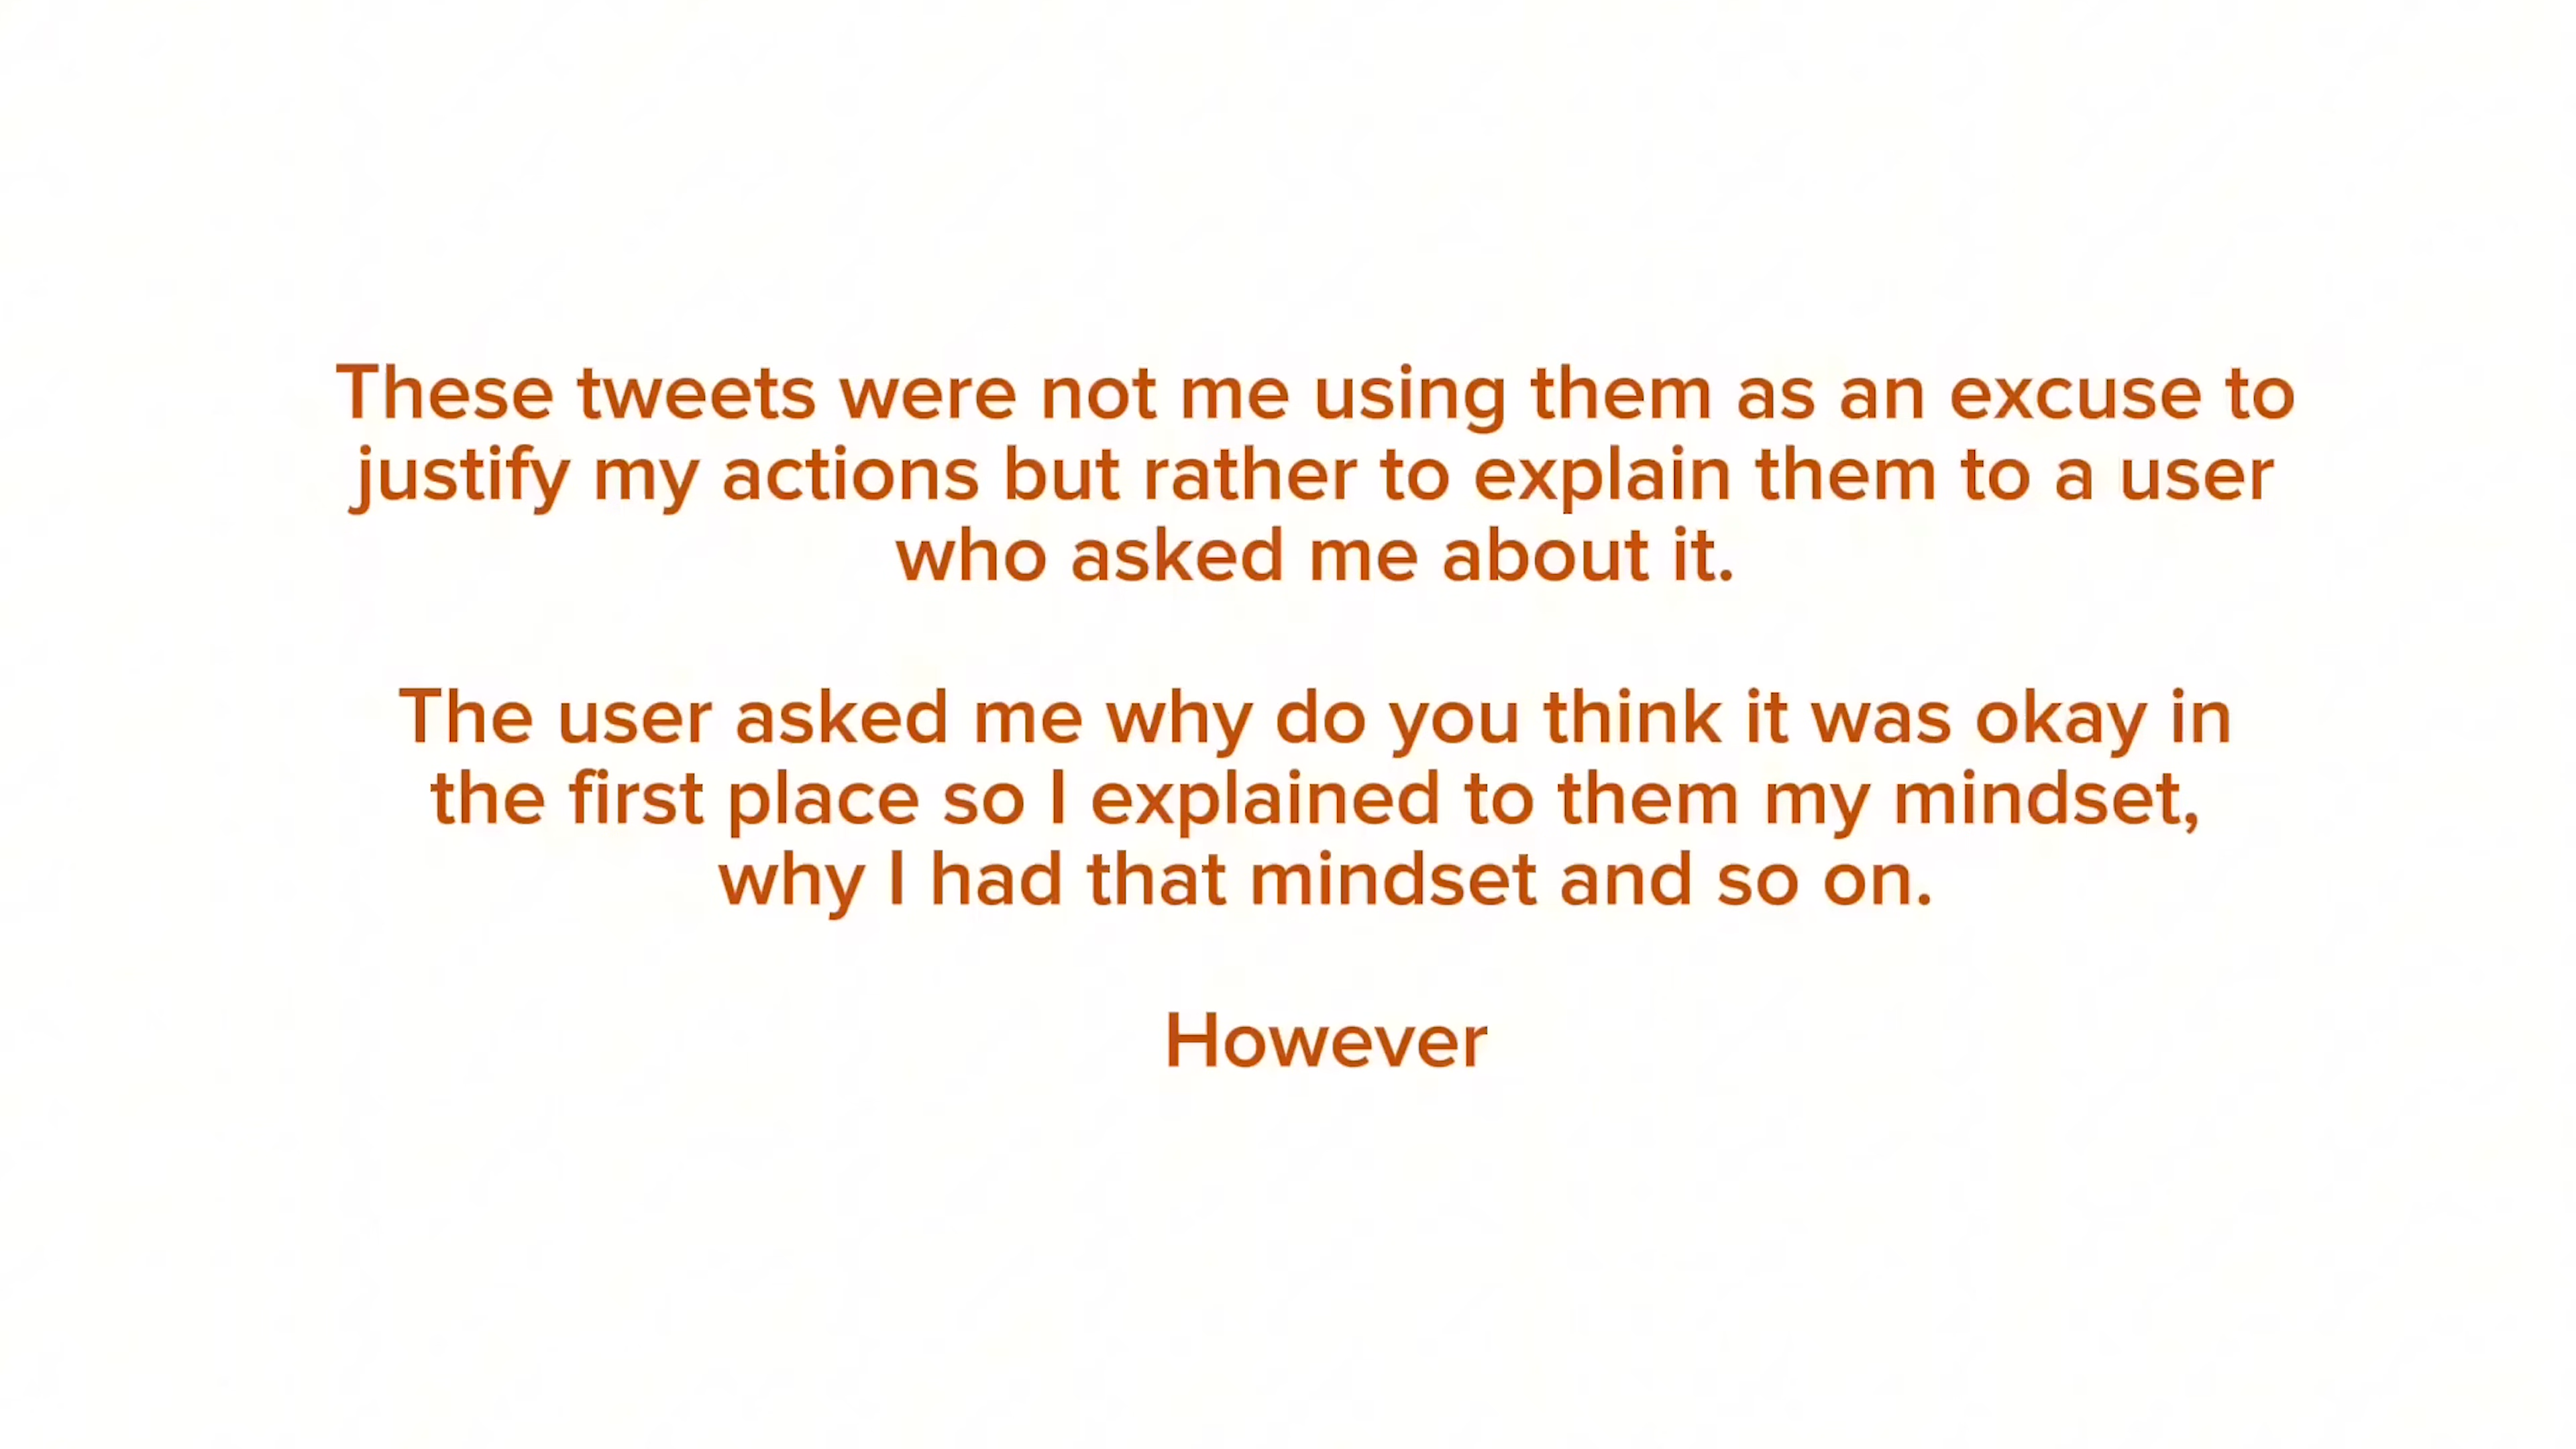 These tweets were not me using them as an excuse to
justify my actions but rather to explain them to a user
who asked me about it.
The user asked me why do you think it was okay in
the first place so I explained to them my mindset,
why I had that mindset and so on.
However